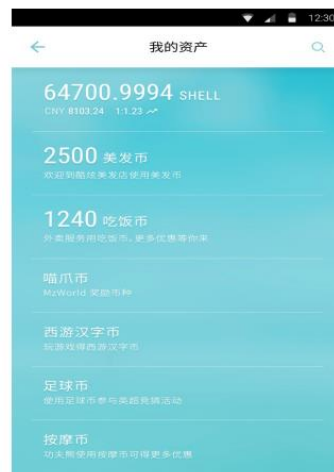 12:30
我的资产
64700.9994 SHELL
CNY 8103.24 1:1.23
2500 美发币
欢迎到酷炫美发店使用美发币
1240 吃饭币
外卖服务用吃饭币，更多优惠等你来
喵爪币
MzWorld 奖励币种
西游汉字币
玩游戏得西游汉字币
足球币
使用足球币参与英超竞猜活动
按摩币
功夫熊使用按摩币可得更多优惠